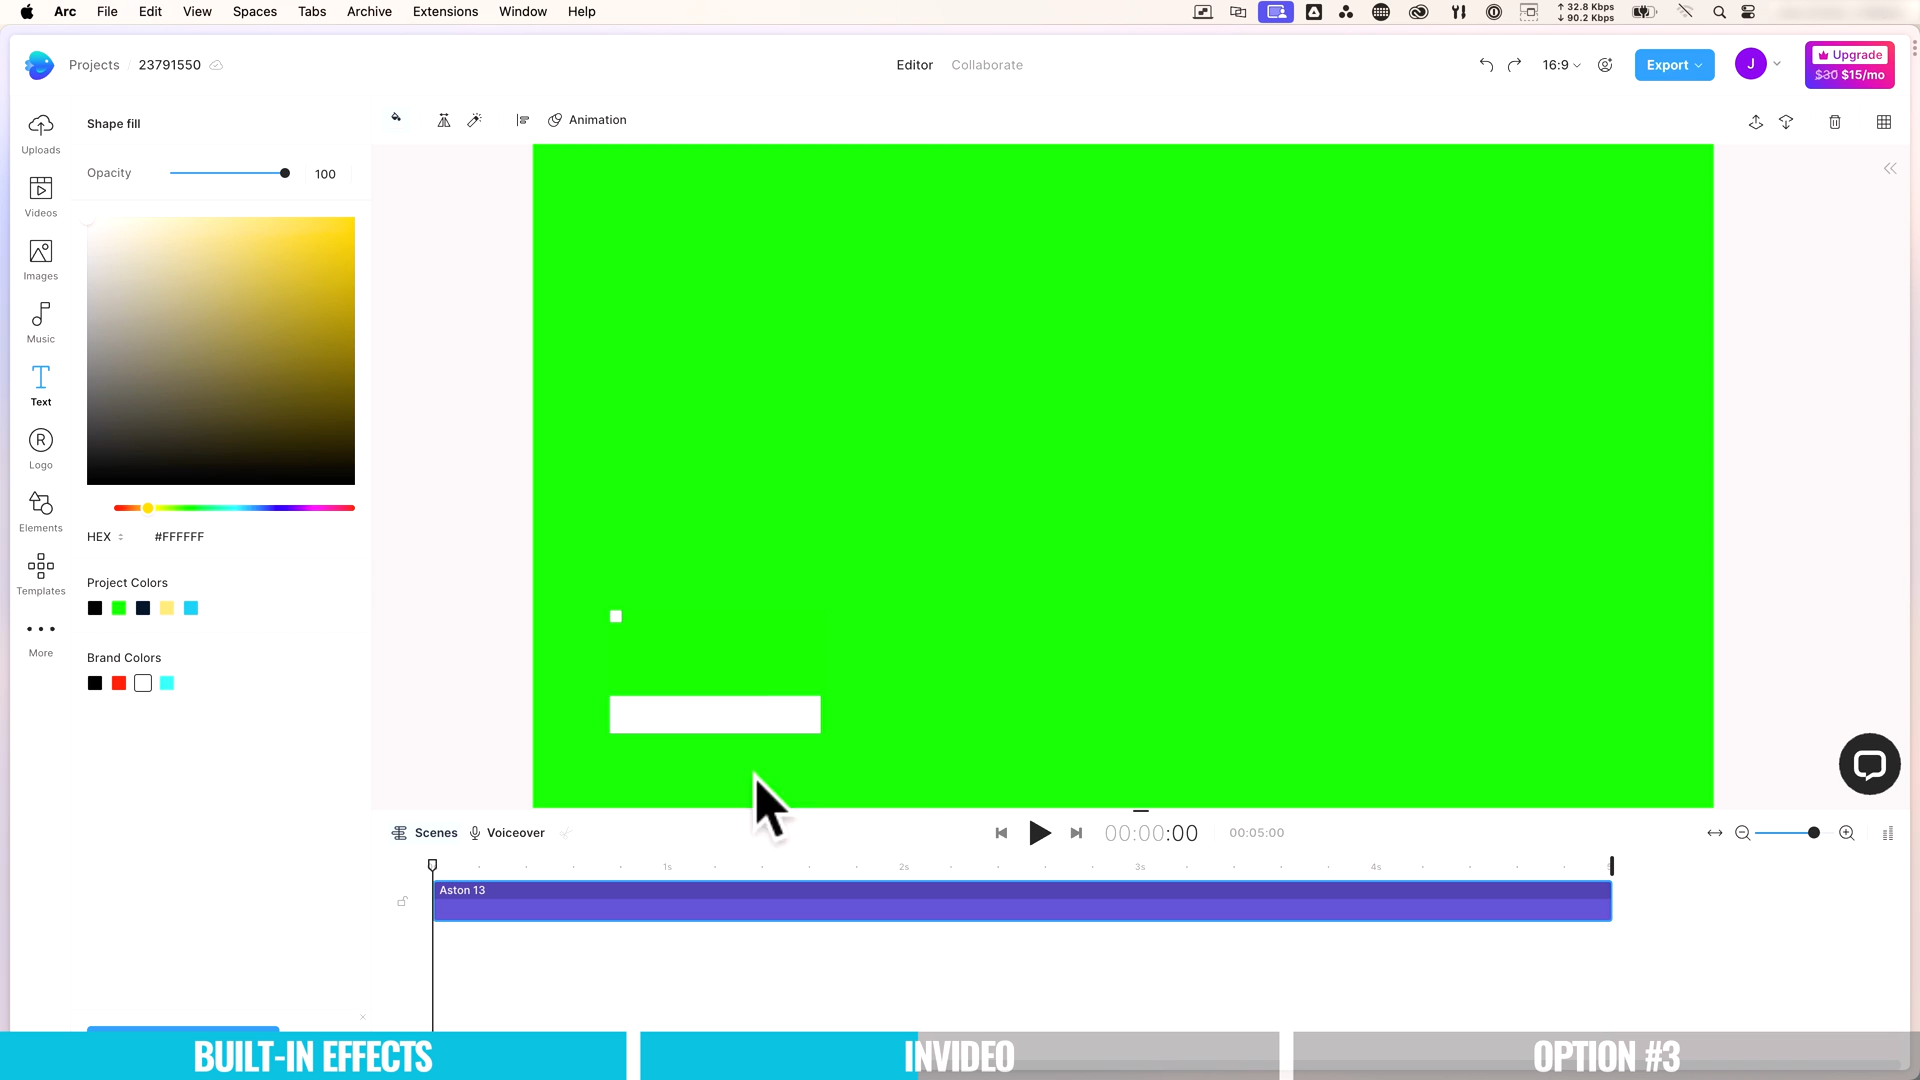 Arc File Edit View Spaces Tabs Archive Extensions Window Help
↑ 32.8 Kbps
↓ 90.2 Kbps
Projects / 23791550
Editor Collaborate
16:9
Export
J
Upgrade
$30 $15/mo
Shape fill
Animation
Opacity 100
Uploads
Videos
Images
Music
Text
Logo
Elements
Templates
More
HEX #FFFFFF
Project Colors
Brand Colors
Scenes Voiceover
00:00:00 00:05:00
1s 2s 3s 4s
Aston 13
BUILT-IN EFFECTS INVIDEO OPTION #3